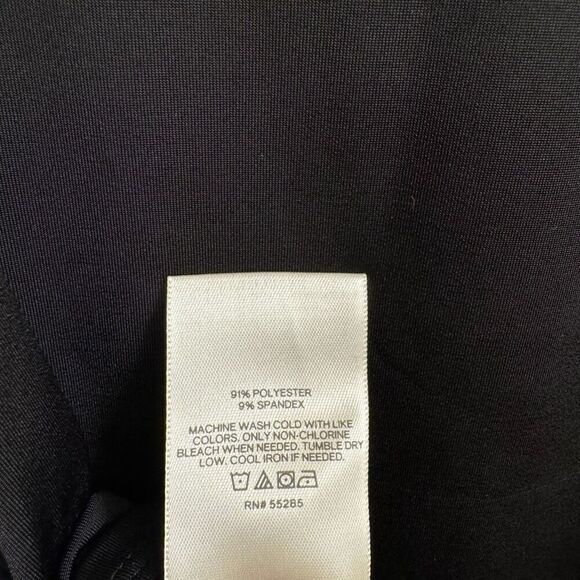 91% POLYESTER
9% SPANDEX
MACHINE WASH COLD WITH LIKE
COLORS. ONLY NON-CHLORINE
BLEACH WHEN NEEDED. TUMBLE DRY
LOW. COOL IRON IF NEEDED.
RN# 55285